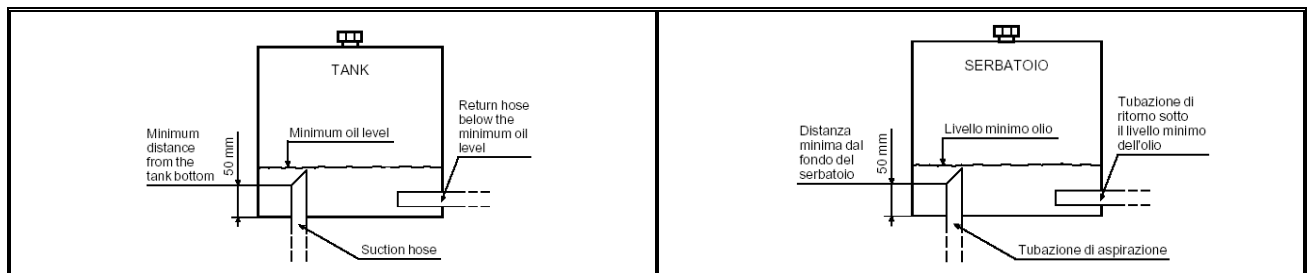 TANK
Return hose
below the
minimum oil
level
Minimum
distance
from the
tank bottom
50 mm
Minimum oil level
Suction hose
SERBATOIO
Tubazione di
ritorno sotto
il livello minimo
dell'olio
Distanza
minima dal
fondo del
serbatoio
50 mm
Livello minimo olio
Tubazione di aspirazione